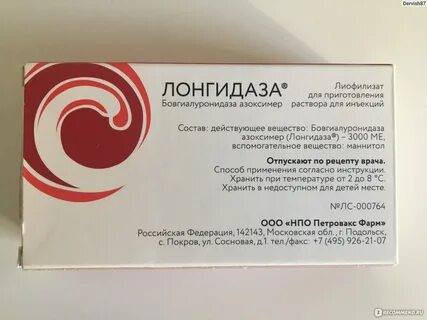 Dervish87
ЛОНГИДАЗА®
Бовгиалуронидаза азоксимер
Лиофилизат
для приготовления
раствора для инъекций
Состав: действующее вещество: Бовгиалуронидаза
азоксимер (Лонгидаза®) – 3000 МЕ,
вспомогательное вещество: маннитол
Отпускают по рецепту врача.
Способ применения согласно инструкции.
Хранить при температуре от 2 до 8 °С.
Хранить в недоступном для детей месте.
№ЛС-000764
ООО «НПО Петровакс Фарм»
Российская Федерация, 142143, Московская обл., г. Подольск,
с. Покров, ул. Сосновая, д.1. тел./факс: +7 (495) 926-21-07
IRECOMMEND.RU